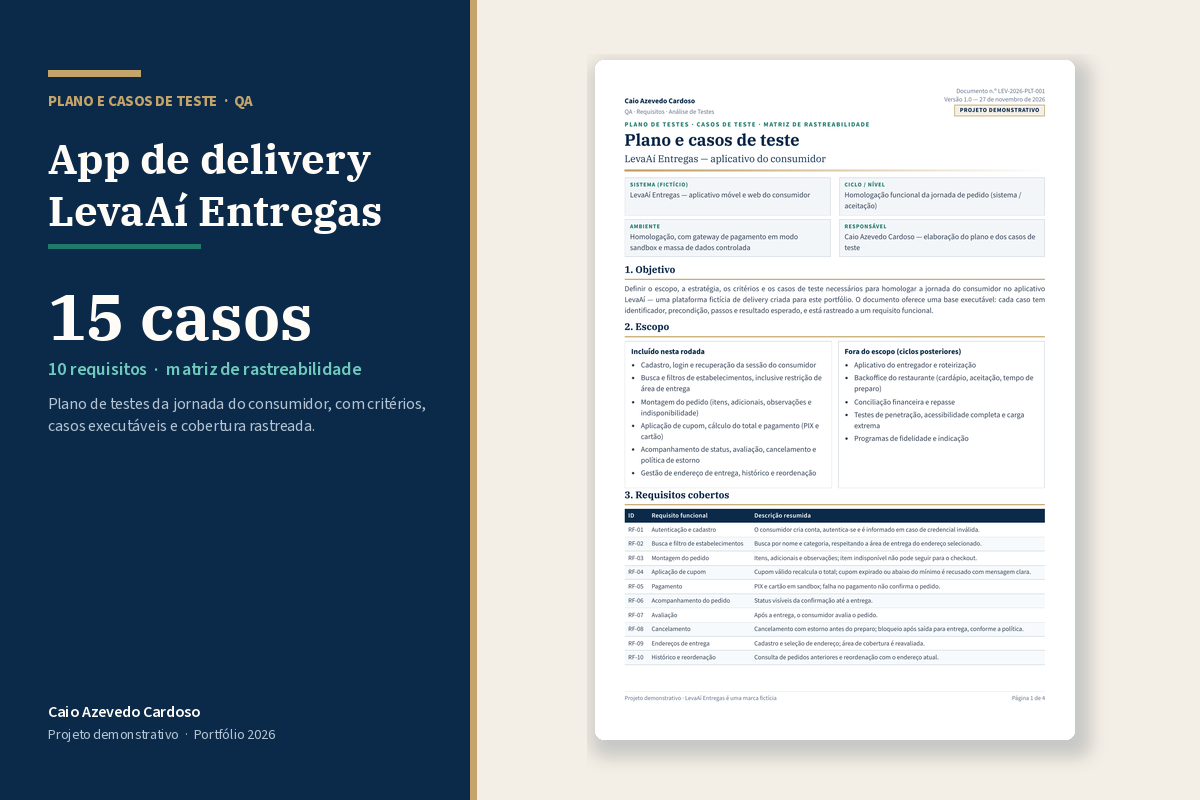 PLANO E CASOS DE TESTE · QA
App de delivery
LevaAí Entregas
15 casos
10 requisitos · matriz de rastreabilidade
Plano de testes da jornada do consumidor, com critérios,
casos executáveis e cobertura rastreada.
Caio Azevedo Cardoso
Projeto demonstrativo · Portfólio 2026
Documento n.º LEV-2026-PLT-001
Caio Azevedo Cardoso
Versão 1.0 — 27 de novembro de 2026
QA · Requisitos · Análise de Testes
PROJETO DEMONSTRATIVO
PLANO DE TESTES · CASOS DE TESTE · MATRIZ DE RASTREABILIDADE
Plano e casos de teste
LevaAí Entregas — aplicativo do consumidor
SISTEMA (FICTÍCIO)
LevaAí Entregas — aplicativo móvel e web do consumidor
CICLO / NÍVEL
Homologação funcional da jornada de pedido (sistema /
aceitação)
AMBIENTE
Homologação, com gateway de pagamento em modo
sandbox e massa de dados controlada
RESPONSÁVEL
Caio Azevedo Cardoso — elaboração do plano e dos casos de
teste
1. Objetivo
Definir o escopo, a estratégia, os critérios e os casos de teste necessários para homologar a jornada do consumidor no aplicativo
LevaAí — uma plataforma fictícia de delivery criada para este portfólio. O documento oferece uma base executável: cada caso tem
identificador, precondição, passos e resultado esperado, e está rastreado a um requisito funcional.
2. Escopo
Incluído nesta rodada
• Cadastro, login e recuperação da sessão do consumidor
• Busca e filtros de estabelecimentos, inclusive restrição de
área de entrega
• Montagem do pedido (itens, adicionais, observações e
indisponibilidade)
• Aplicação de cupom, cálculo do total e pagamento (PIX e
cartão)
• Acompanhamento de status, avaliação, cancelamento e
política de estorno
• Gestão de endereço de entrega, histórico e reordenação
Fora do escopo (ciclos posteriores)
• Aplicativo do entregador e roteirização
• Backoffice do restaurante (cardápio, aceitação, tempo de
preparo)
• Conciliação financeira e repasse
• Testes de penetração, acessibilidade completa e carga
extrema
• Programas de fidelidade e indicação
3. Requisitos cobertos
ID Requisito funcional Descrição resumida
RF-01 Autenticação e cadastro O consumidor cria conta, autentica-se e é informado em caso de credencial inválida.
RF-02 Busca e filtro de estabelecimentos Busca por nome e categoria, respeitando a área de entrega do endereço selecionado.
RF-03 Montagem do pedido Itens, adicionais e observações; item indisponível não pode seguir para o checkout.
RF-04 Aplicação de cupom Cupom válido recalcula o total; cupom expirado ou abaixo do mínimo é recusado com mensagem clara.
RF-05 Pagamento PIX e cartão em sandbox; falha no pagamento não confirma o pedido.
RF-06 Acompanhamento do pedido Status visíveis da confirmação até a entrega.
RF-07 Avaliação Após a entrega, o consumidor avalia o pedido.
RF-08 Cancelamento Cancelamento com estorno antes do preparo; bloqueio após saída para entrega, conforme a política.
RF-09 Endereços de entrega Cadastro e seleção de endereço; área de cobertura é reavaliada.
RF-10 Histórico e reordenação Consulta de pedidos anteriores e reordenação com o endereço atual.
Projeto demonstrativo · LevaAí Entregas é uma marca fictícia
Página 1 de 4